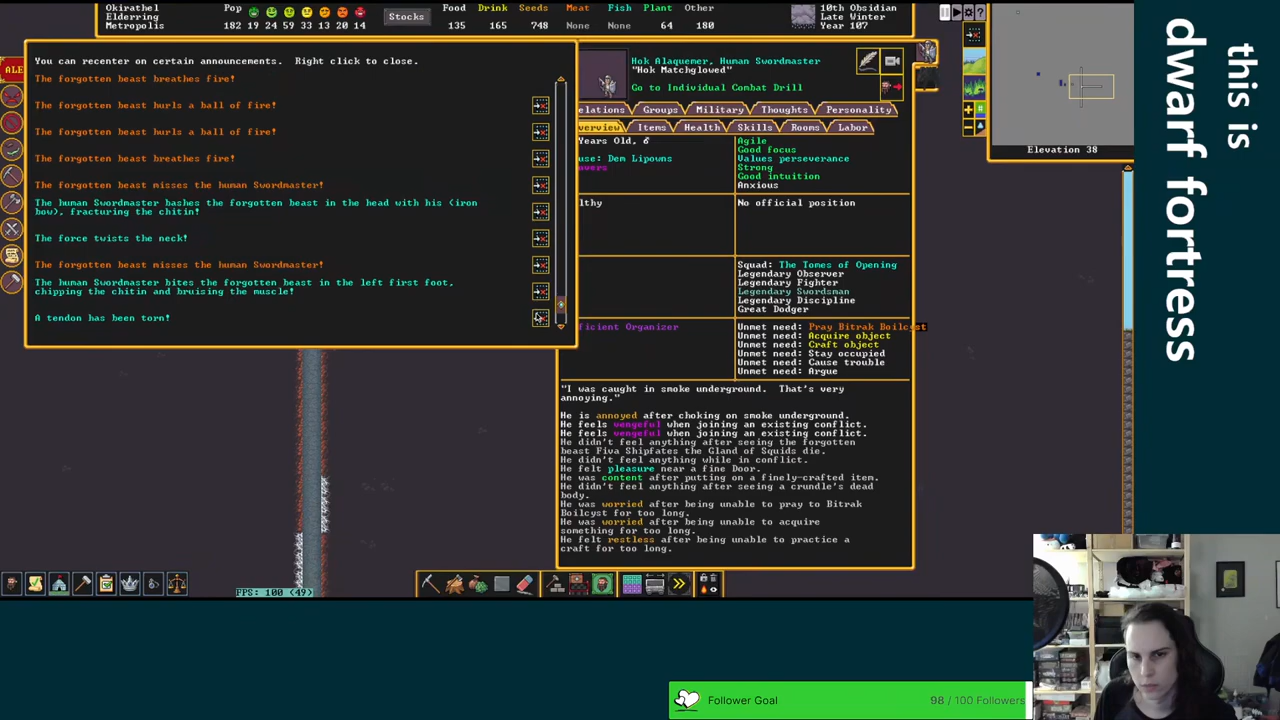 Okirathel
Elderring
Metropolis
Pop
182 19 24 59 33 13 20 14
Stocks
Food Drink Seeds Meat Fish Plant Other
135 165 748 None None 64 180
10th Obsidian
Late Winter
Year 107
You can recenter on certain announcements. Right click to close.
The forgotten beast breathes fire!
The forgotten beast hurls a ball of fire!
The forgotten beast hurls a ball of fire!
The forgotten beast breathes fire!
The forgotten beast misses the human Swordmaster!
The human Swordmaster bashes the forgotten beast in the head with his (iron
bow), fracturing the chitin!
The force twists the neck!
The forgotten beast misses the human Swordmaster!
The human Swordmaster bites the forgotten beast in the left first foot,
chipping the chitin and bruising the muscle!
A tendon has been torn!
ALE
Hok Alaquemer, Human Swordmaster
"Hok Matchglowed"
Go to Individual Combat Drill
elations Groups Military Thoughts Personality
verview Items Health Skills Rooms Labor
Years Old, ♂
use: Dem Lipowns
overs
Agile
Good focus
Values perseverance
Strong
Good intuition
Anxious
lthy
No official position
Squad: The Tomes of Opening
Legendary Observer
Legendary Fighter
Legendary Swordsman
Legendary Discipline
Great Dodger
ficient Organizer
Unmet need: Pray Bitrak Boilcyst
Unmet need: Acquire object
Unmet need: Craft object
Unmet need: Stay occupied
Unmet need: Cause trouble
Unmet need: Argue
"I was caught in smoke underground. That's very
annoying."
He is annoyed after choking on smoke underground.
He feels vengeful when joining an existing conflict.
He feels vengeful when joining an existing conflict.
He didn't feel anything after seeing the forgotten
beast Fiva Shipfates the Gland of Squids die.
He didn't feel anything while in conflict.
He felt pleasure near a fine Door.
He was content after putting on a finely-crafted item.
He didn't feel anything after seeing a crundle's dead
body.
He was worried after being unable to pray to Bitrak
Boilcyst for too long.
He was worried after being unable to acquire
something for too long.
He felt restless after being unable to practice a
craft for too long.
Elevation 38
FPS: 100 (49)
this is
dwarf fortress
Follower Goal
98 / 100 Followers